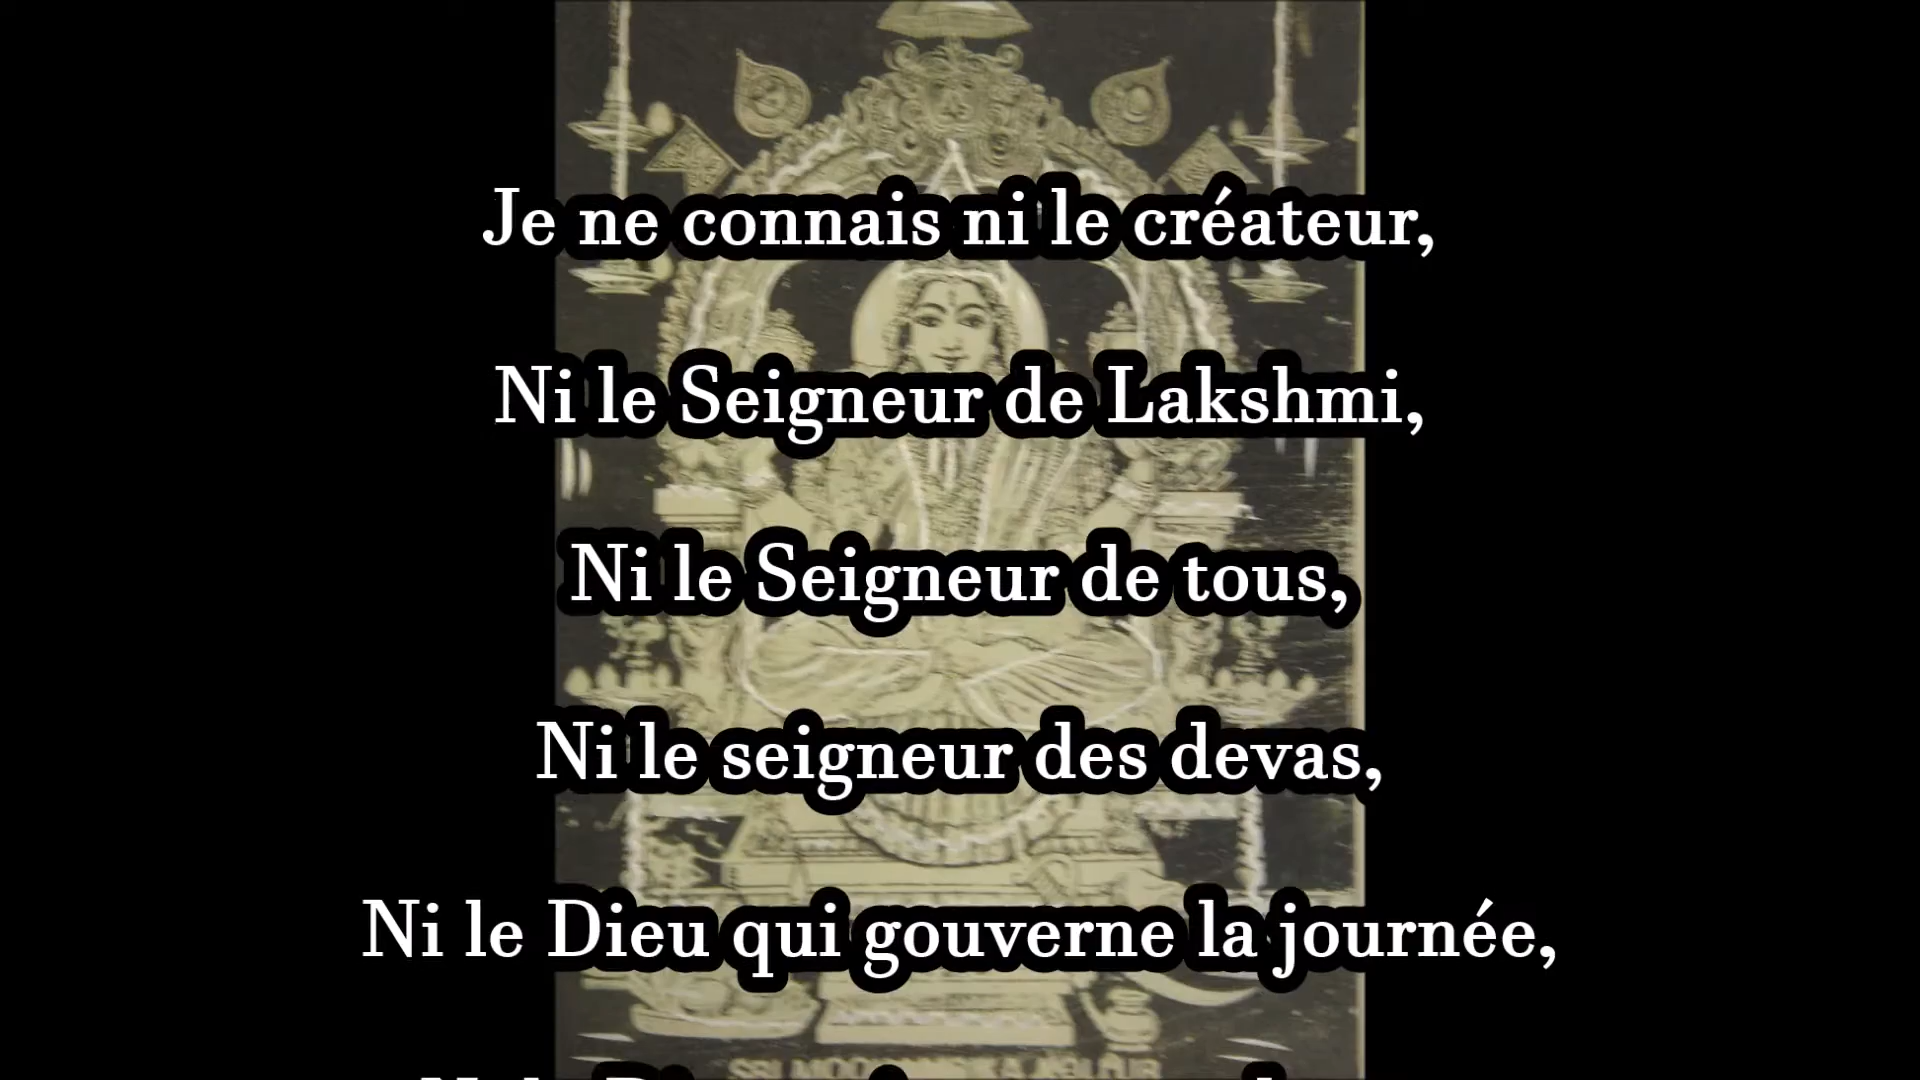 Je ne connais ni le créateur,
Ni le Seigneur de Lakshmi,
Ni le Seigneur de tous,
Ni le seigneur des devas,
Ni le Dieu qui gouverne la journée,